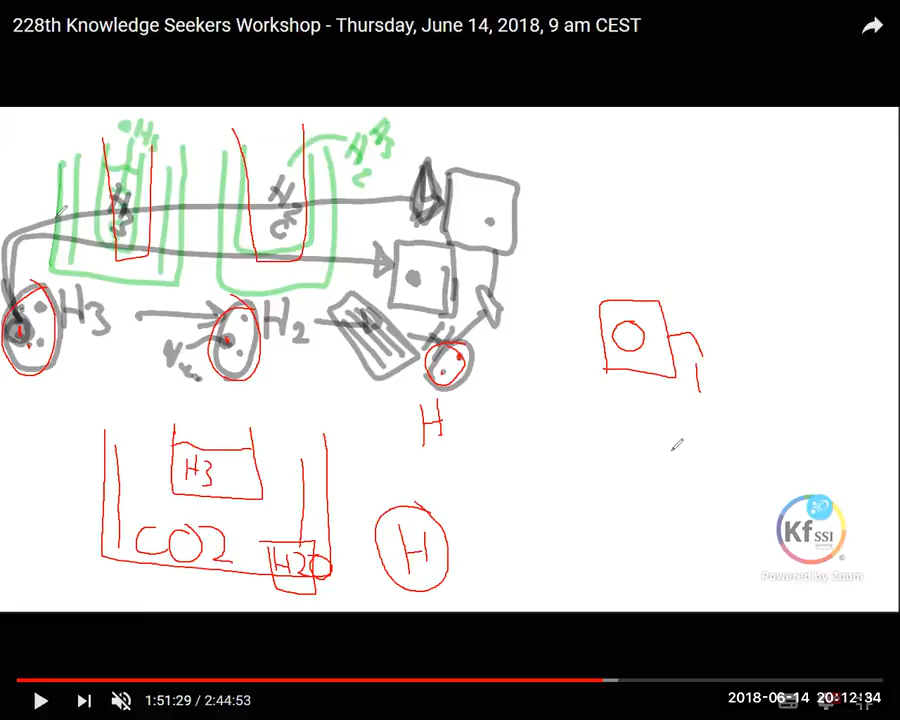 228th Knowledge Seekers Workshop - Thursday, June 14, 2018, 9 am CEST
H3
H2
H
H3
CO2
H2O
H
Kf SSI
Powered by Zoom
1:51:29 / 2:44:53
2018-06-14 20:12:34